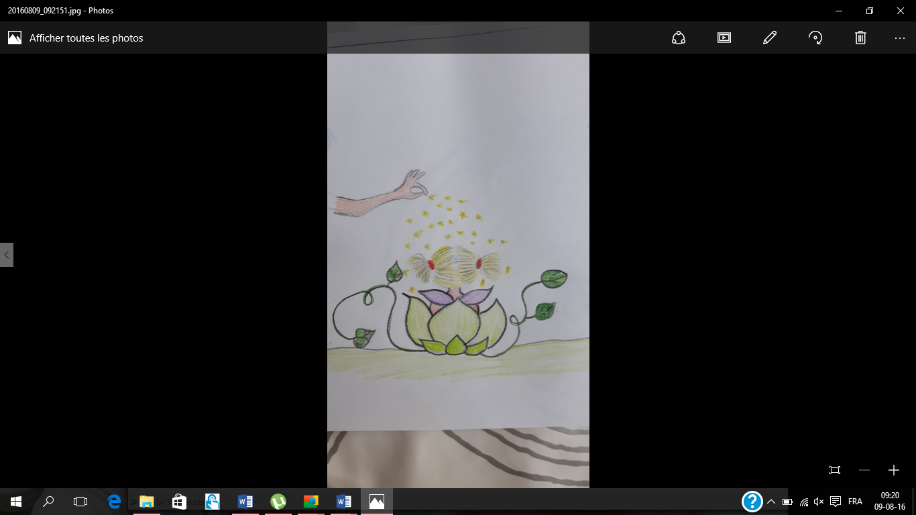 20160809_092151.jpg - Photos
Afficher toutes les photos
FRA
09:20
09-08-16